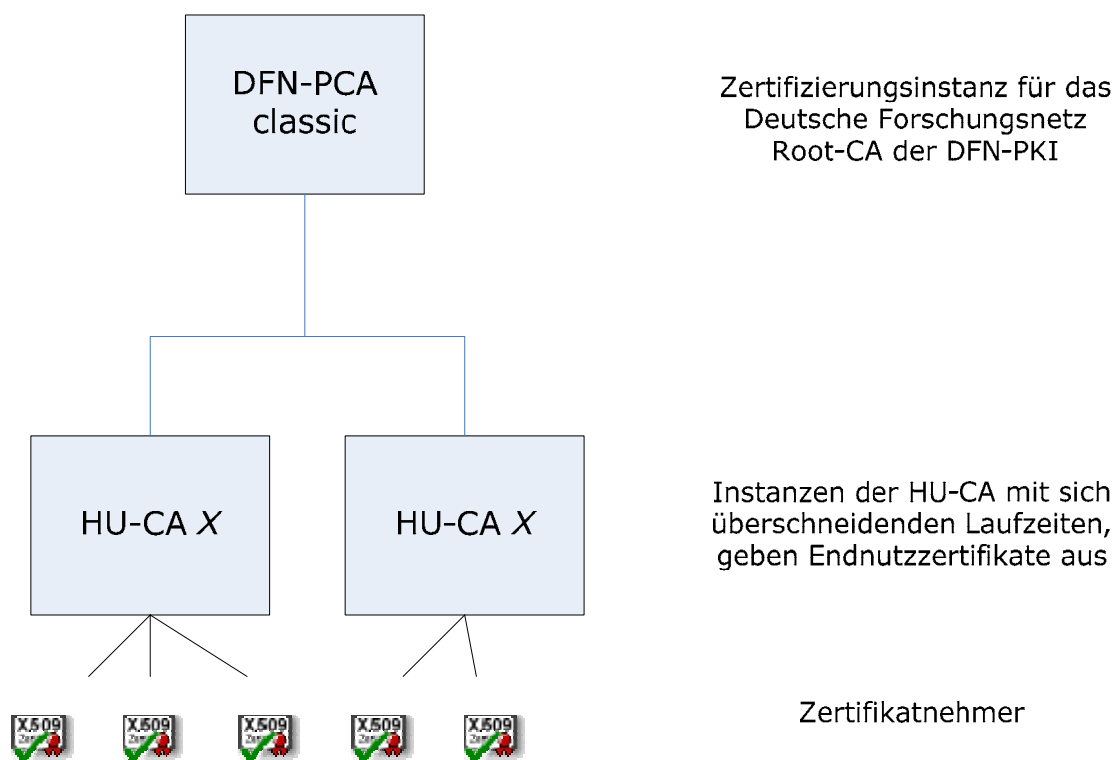 DFN-PCA
classic
Zertifizierungsinstanz für das
Deutsche Forschungsnetz
Root-CA der DFN-PKI
HU-CA X
HU-CA X
Instanzen der HU-CA mit sich
überschneidenden Laufzeiten,
geben Endnutzzertifikate aus
X.509
X.509
X.509
X.509
X.509
Zertifikatnehmer